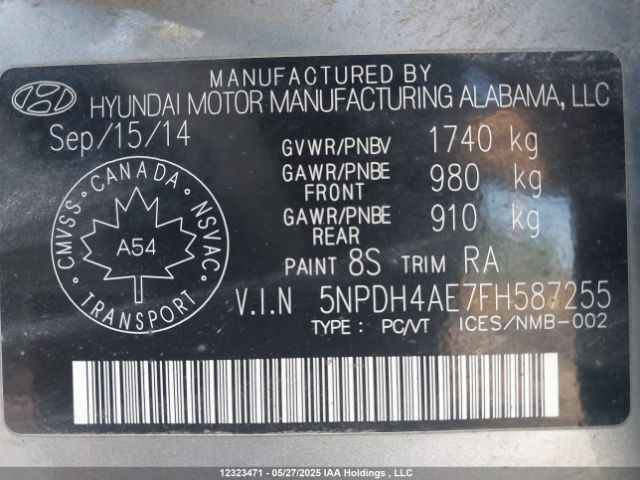 MANUFACTURED BY
HYUNDAI MOTOR MANUFACTURING ALABAMA, LLC
Sep/15/14
GVWR/PNBV 1740 kg
GAWR/PNBE FRONT 980 kg
GAWR/PNBE REAR 910 kg
CANADA
CMVSS NSVAC
A54
TRANSPORT
PAINT 8S TRIM RA
V.I.N 5NPDH4AE7FH587255
TYPE : PC/VT ICES/NMB-002
12323471 - 05/27/2025 IAA Holdings , LLC